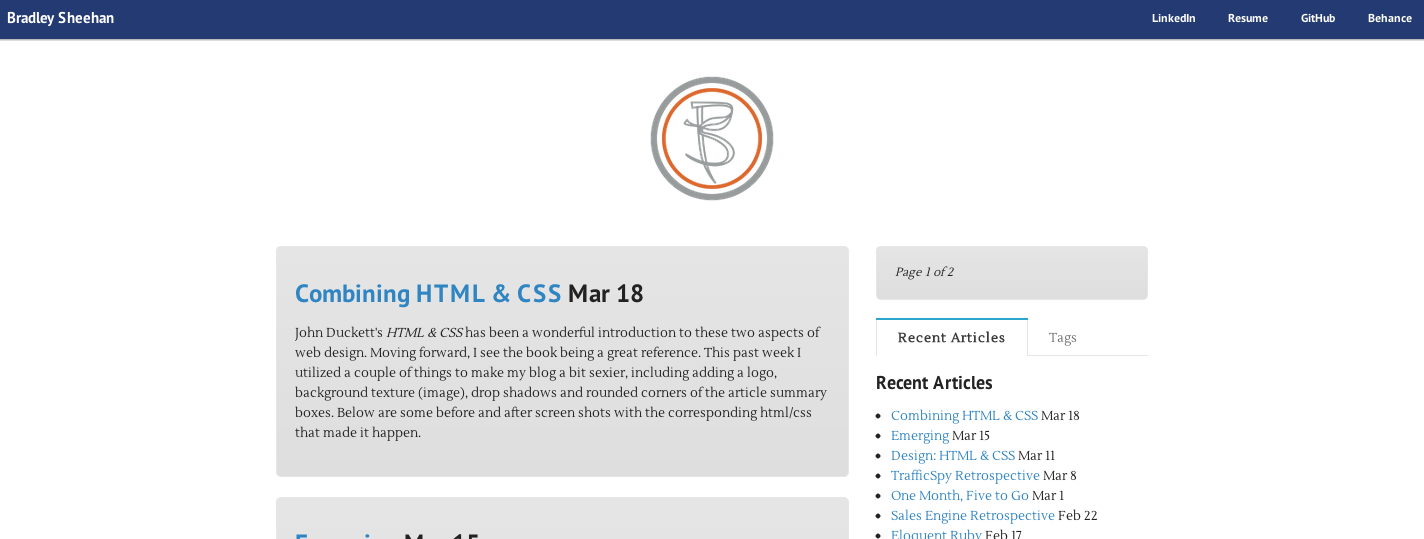 Bradley Sheehan
LinkedIn Resume GitHub Behance
Combining HTML & CSS Mar 18
John Duckett's HTML & CSS has been a wonderful introduction to these two aspects of
web design. Moving forward, I see the book being a great reference. This past week I
utilized a couple of things to make my blog a bit sexier, including adding a logo,
background texture (image), drop shadows and rounded corners of the article summary
boxes. Below are some before and after screen shots with the corresponding html/css
that made it happen.
Emerging Mar 15
Page 1 of 2
Recent Articles Tags
Recent Articles
Combining HTML & CSS Mar 18
Emerging Mar 15
Design: HTML & CSS Mar 11
TrafficSpy Retrospective Mar 8
One Month, Five to Go Mar 1
Sales Engine Retrospective Feb 22
Eloquent Ruby Feb 17